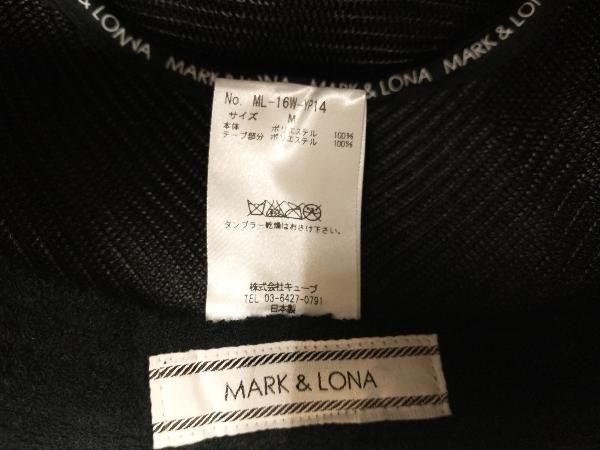 K & LONNA MARK & LONA MARK & LONA MARK & LONA
No. ML-16W-YP14
サイズ M
本体 ポリエステル 100%
テープ部分 ポリエステル 100%
タンブラー乾燥はおさけ下さい。
株式会社キューブ
TEL 03-6427-0791
日本製
MARK & LONA